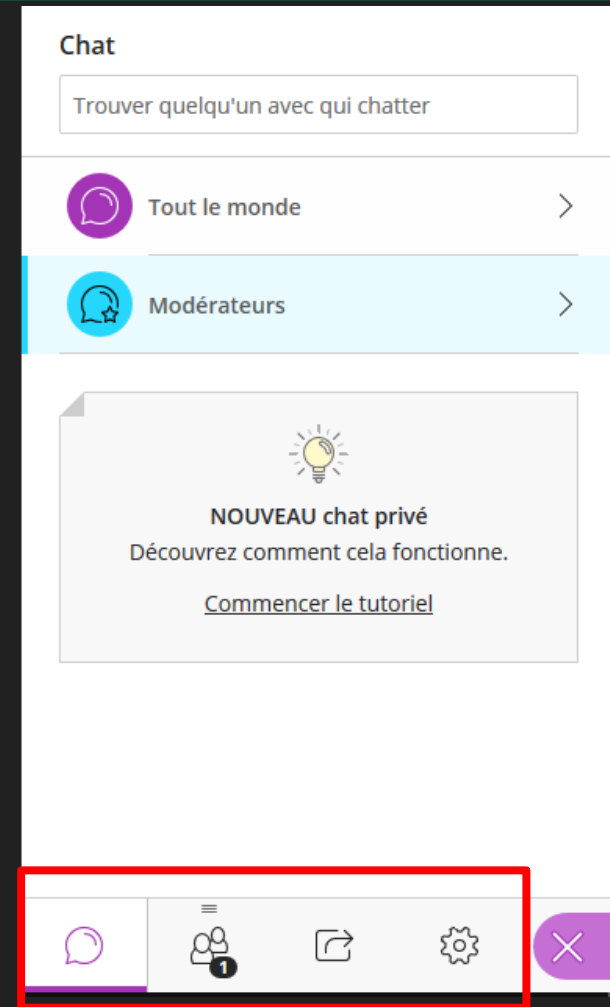 Chat
Trouver quelqu'un avec qui chatter
Tout le monde
Modérateurs
NOUVEAU chat privé
Découvrez comment cela fonctionne.
Commencer le tutoriel
1